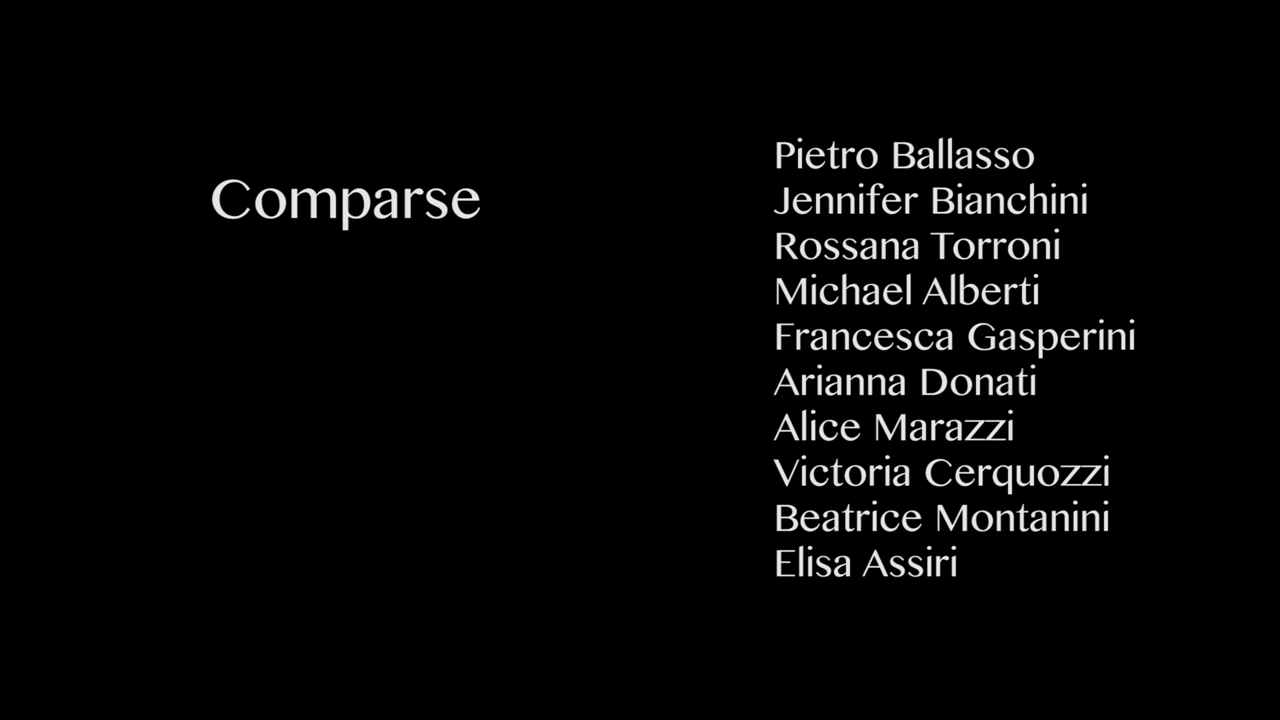 Comparse
Pietro Ballasso
Jennifer Bianchini
Rossana Torroni
Michael Alberti
Francesca Gasperini
Arianna Donati
Alice Marazzi
Victoria Cerquozzi
Beatrice Montanini
Elisa Assiri